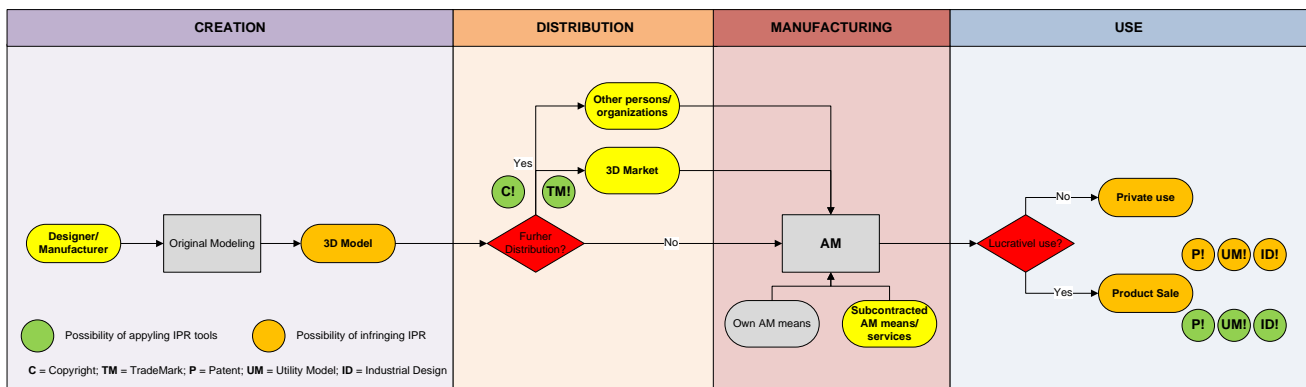 CREATION
DISTRIBUTION
MANUFACTURING
USE
Other persons/
organizations
Yes
3D Market
C!
TM!
Designer/
Manufacturer
Original Modeling
3D Model
Furher
Distribution?
No
AM
Own AM means
Subcontracted
AM means/
services
Lucrativel use?
No
Private use
Yes
Product Sale
P!
UM!
ID!
P!
UM!
ID!
Possibility of appyling IPR tools
Possibility of infringing IPR
C = Copyright; TM = TradeMark; P = Patent; UM = Utility Model; ID = Industrial Design